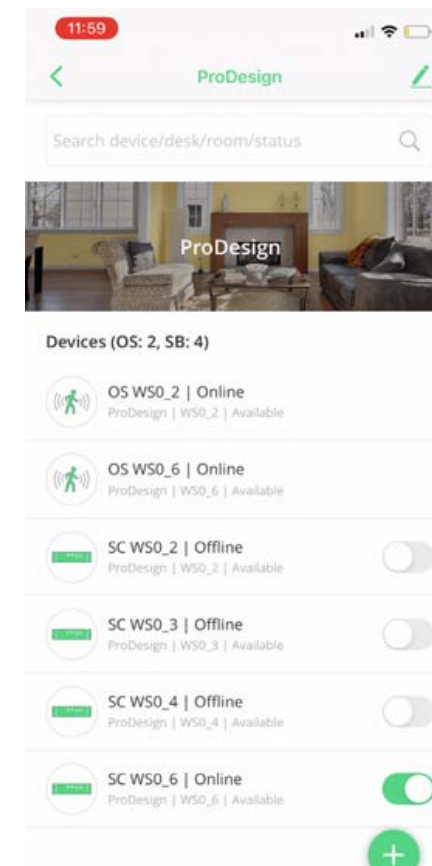 11:59
ProDesign
Search device/desk/room/status
ProDesign
Devices (OS: 2, SB: 4)
OS WS0_2 | Online
ProDesign | WS0_2 | Available
OS WS0_6 | Online
ProDesign | WS0_6 | Available
SC WS0_2 | Offline
ProDesign | WS0_2 | Available
SC WS0_3 | Offline
ProDesign | WS0_3 | Available
SC WS0_4 | Offline
ProDesign | WS0_4 | Available
SC WS0_6 | Online
ProDesign | WS0_6 | Available